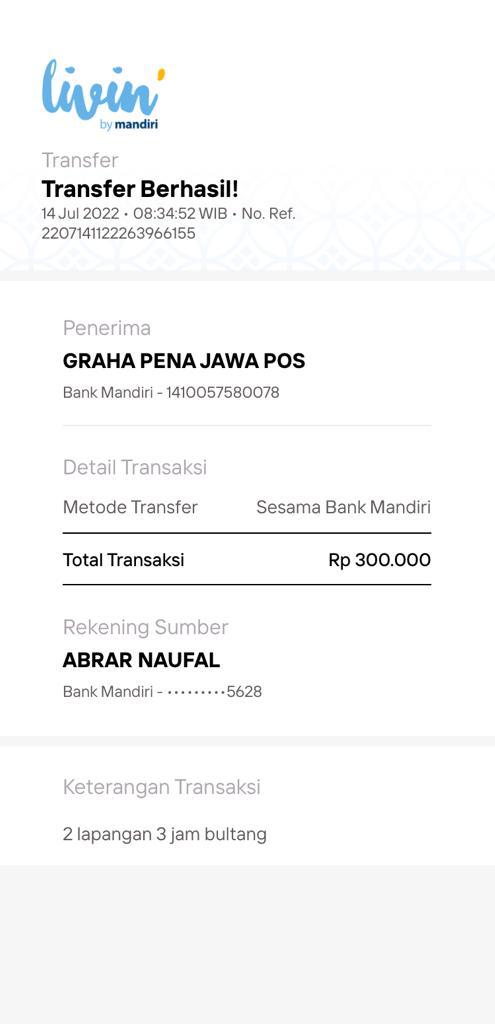 livin'
by mandiri
Transfer
Transfer Berhasil!
14 Jul 2022 • 08:34:52 WIB • No. Ref.
2207141122263966155
Penerima
GRAHA PENA JAWA POS
Bank Mandiri - 1410057580078
Detail Transaksi
Metode Transfer Sesama Bank Mandiri
Total Transaksi Rp 300.000
Rekening Sumber
ABRAR NAUFAL
Bank Mandiri - •••••••••5628
Keterangan Transaksi
2 lapangan 3 jam bultang